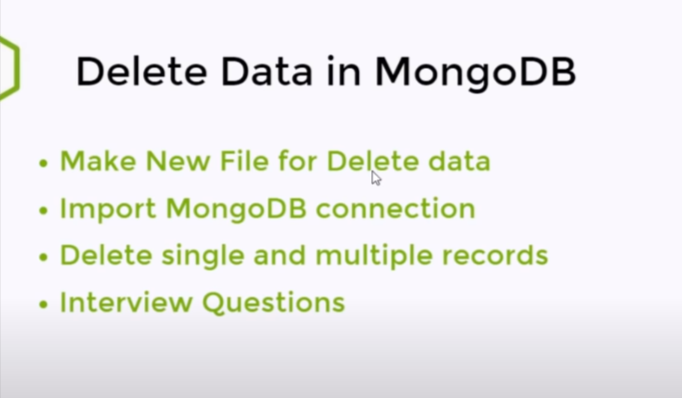 Delete Data in MongoDB
• Make New File for Delete data
• Import MongoDB connection
• Delete single and multiple records
• Interview Questions